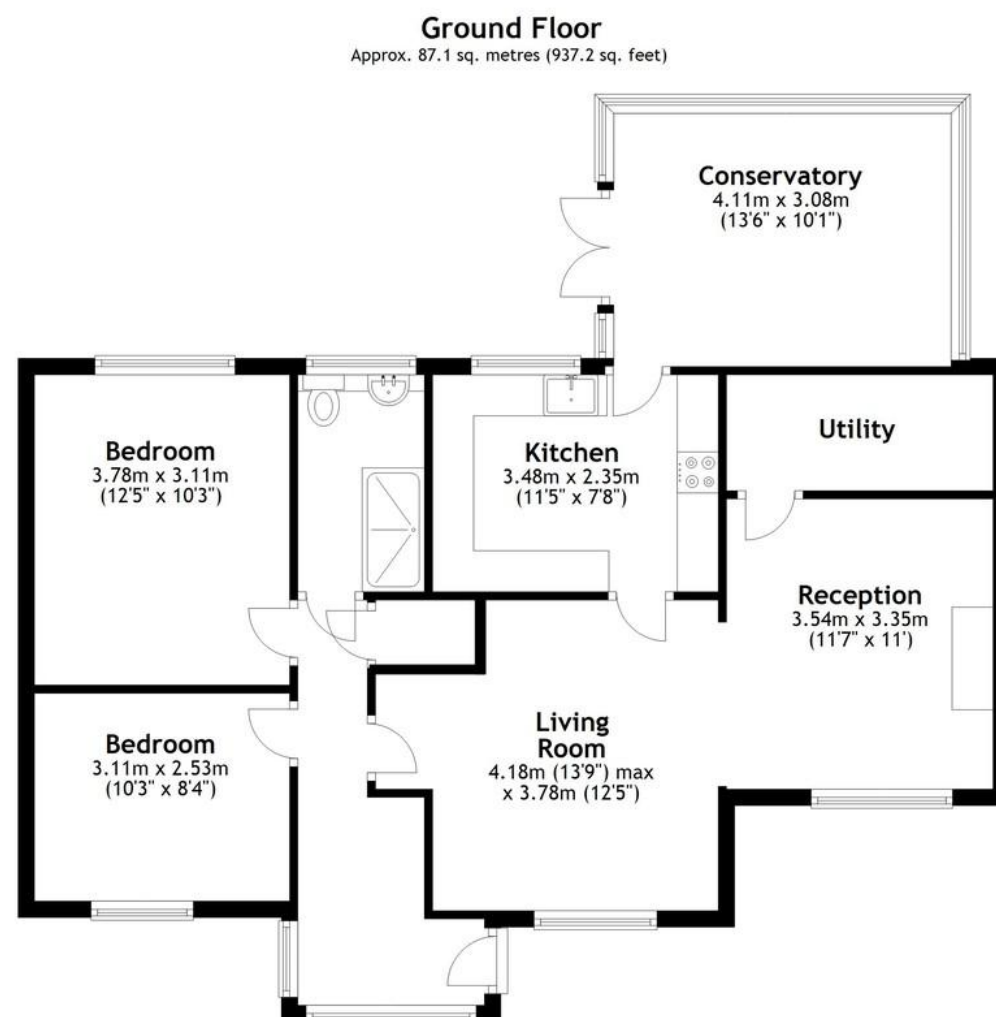 Ground Floor
Approx. 87.1 sq. metres (937.2 sq. feet)
Conservatory
4.11m x 3.08m
(13'6" x 10'1")
Bedroom
3.78m x 3.11m
(12'5" x 10'3")
Kitchen
3.48m x 2.35m
(11'5" x 7'8")
Utility
Reception
3.54m x 3.35m
(11'7" x 11')
Living
Room
4.18m (13'9") max
x 3.78m (12'5")
Bedroom
3.11m x 2.53m
(10'3" x 8'4")